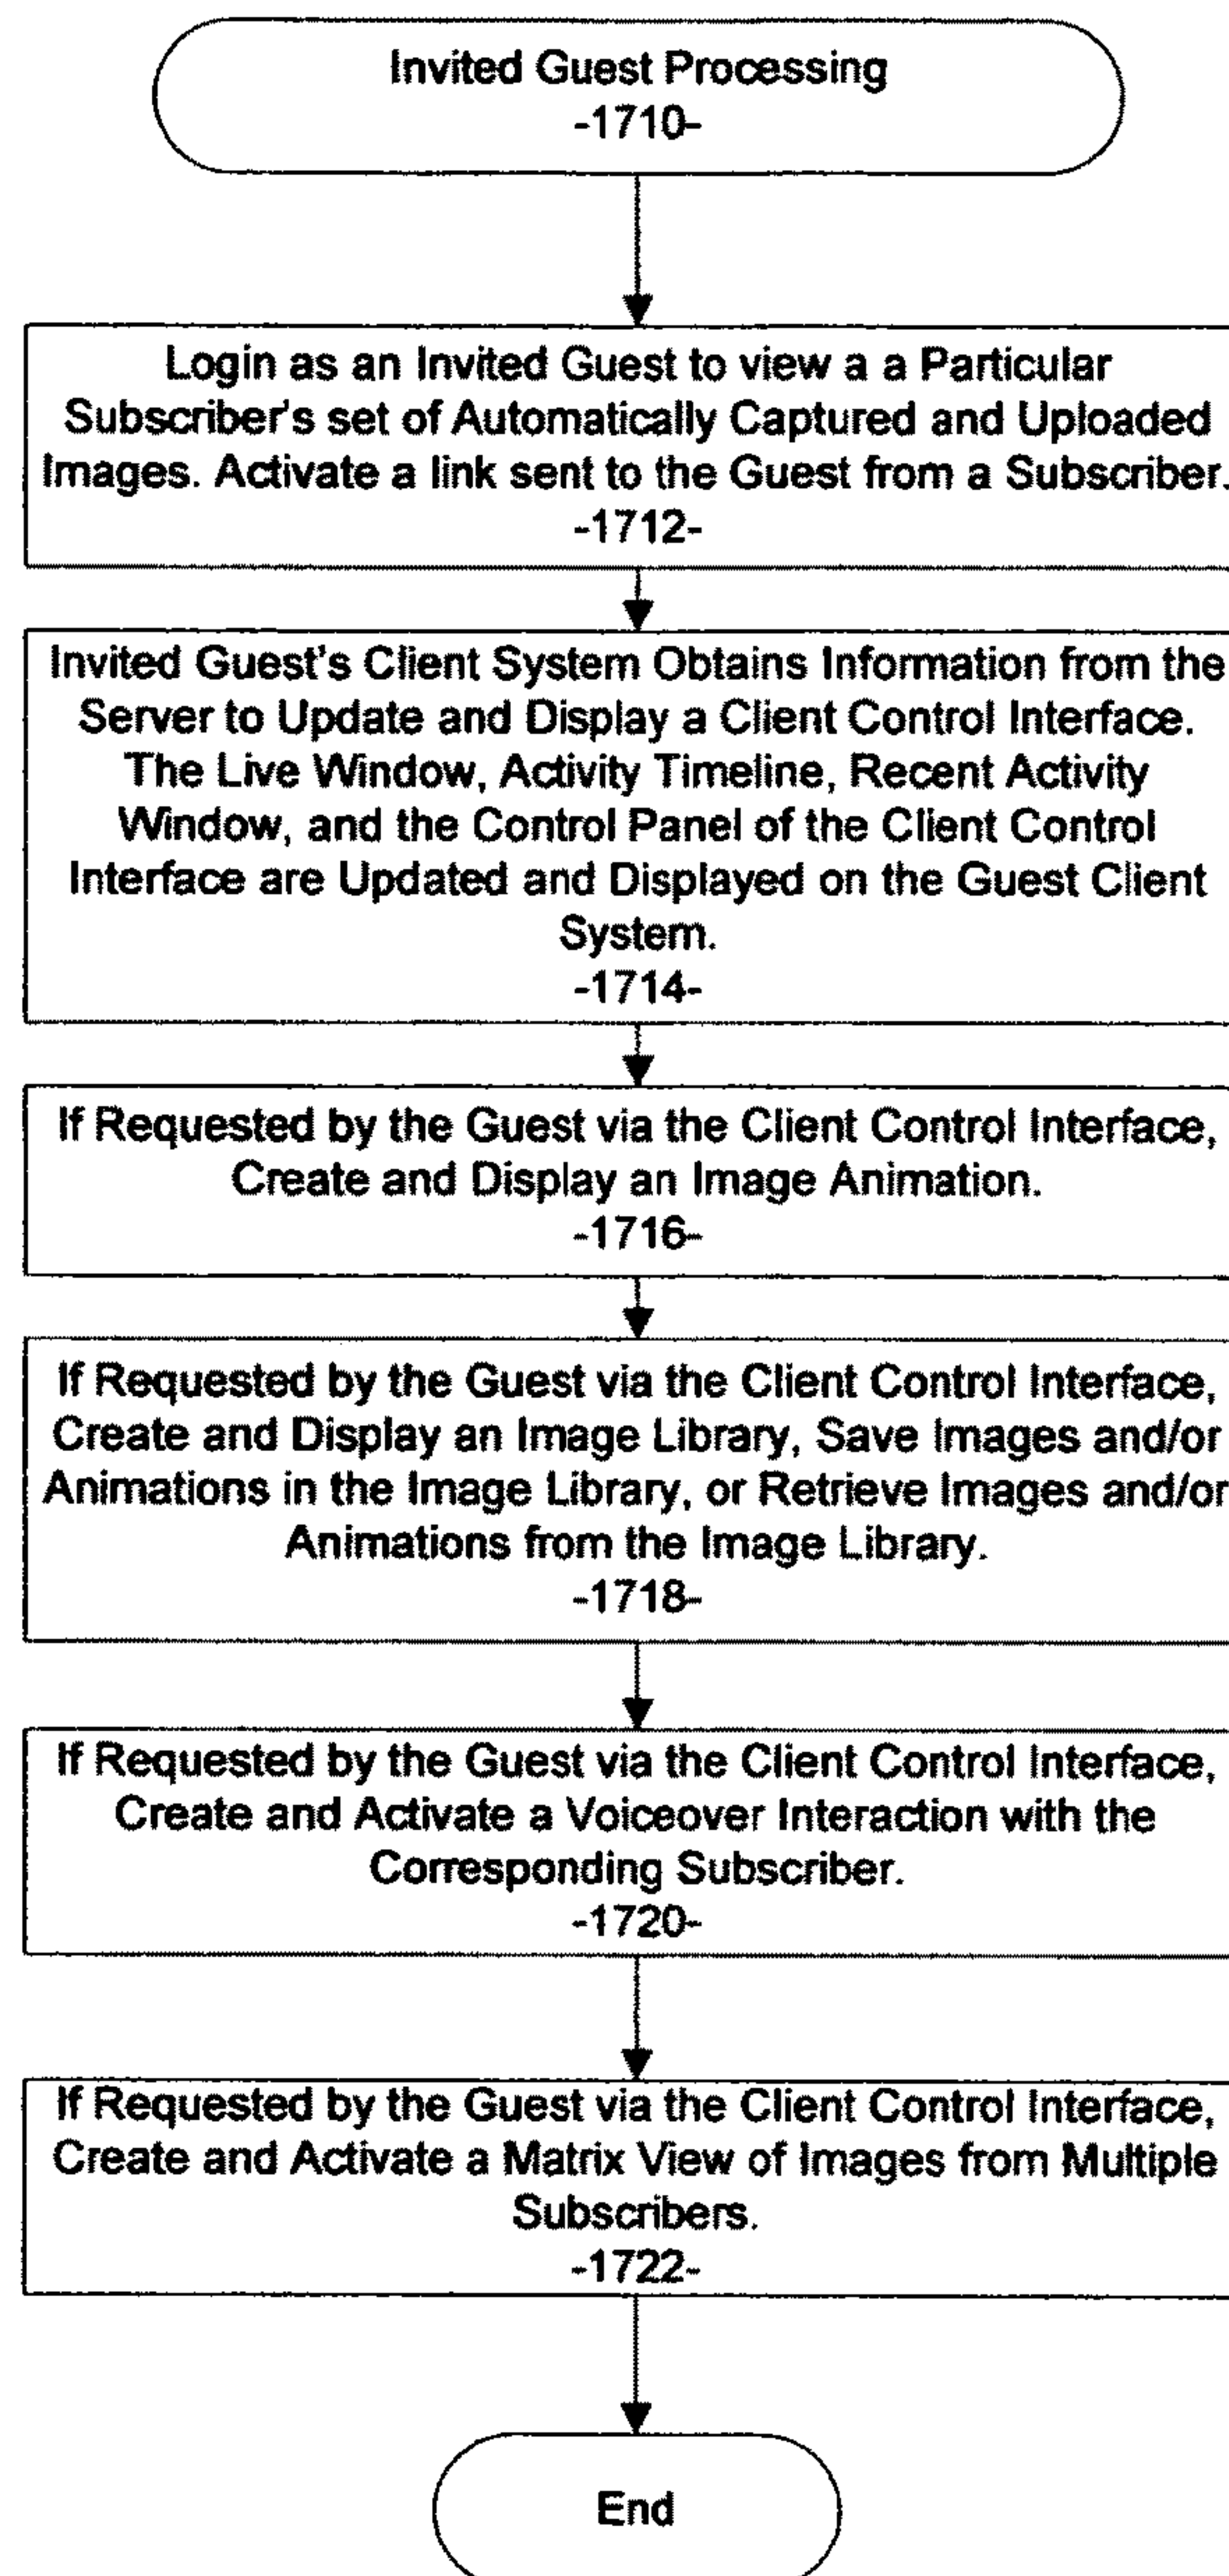 Invited Guest Processing
-1710-
Login as an Invited Guest to view a a Particular
Subscriber's set of Automatically Captured and Uploaded
Images. Activate a link sent to the Guest from a Subscriber.
-1712-
Invited Guest's Client System Obtains Information from the
Server to Update and Display a Client Control Interface.
The Live Window, Activity Timeline, Recent Activity
Window, and the Control Panel of the Client Control
Interface are Updated and Displayed on the Guest Client
System.
-1714-
If Requested by the Guest via the Client Control Interface,
Create and Display an Image Animation.
-1716-
If Requested by the Guest via the Client Control Interface,
Create and Display an Image Library, Save Images and/or
Animations in the Image Library, or Retrieve Images and/or
Animations from the Image Library.
-1718-
If Requested by the Guest via the Client Control Interface,
Create and Activate a Voiceover Interaction with the
Corresponding Subscriber.
-1720-
If Requested by the Guest via the Client Control Interface,
Create and Activate a Matrix View of Images from Multiple
Subscribers.
-1722-
End